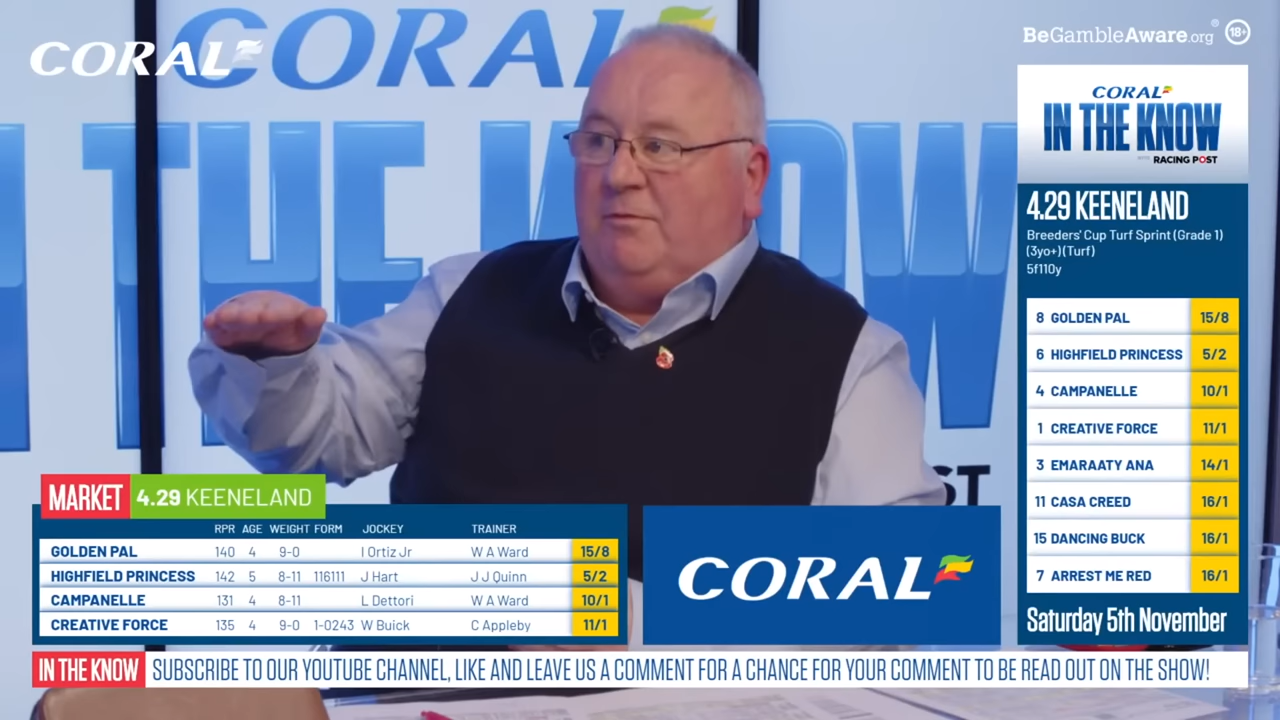 CORAL
CORAL
THE KNOW
ST
BeGambleAware.org® 18+
CORAL
IN THE KNOW
WITH RACING POST
4.29 KEENELAND
Breeders' Cup Turf Sprint (Grade 1)
(3yo+)(Turf)
5f110y
8 GOLDEN PAL 15/8
6 HIGHFIELD PRINCESS 5/2
4 CAMPANELLE 10/1
1 CREATIVE FORCE 11/1
3 EMARAATY ANA 14/1
11 CASA CREED 16/1
15 DANCING BUCK 16/1
7 ARREST ME RED 16/1
Saturday 5th November
MARKET 4.29 KEENELAND
RPR AGE WEIGHT FORM JOCKEY TRAINER
GOLDEN PAL 140 4 9-0 I Ortiz Jr W A Ward 15/8
HIGHFIELD PRINCESS 142 5 8-11 116111 J Hart J J Quinn 5/2
CAMPANELLE 131 4 8-11 L Dettori W A Ward 10/1
CREATIVE FORCE 135 4 9-0 1-0243 W Buick C Appleby 11/1
CORAL
IN THE KNOW SUBSCRIBE TO OUR YOUTUBE CHANNEL, LIKE AND LEAVE US A COMMENT FOR A CHANCE FOR YOUR COMMENT TO BE READ OUT ON THE SHOW!